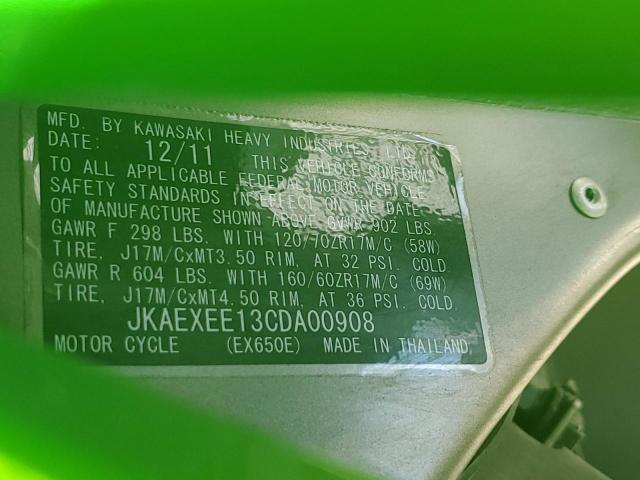 MFD. BY KAWASAKI HEAVY INDUSTRIES, LTD.
DATE: 12/11 THIS VEHICLE CONFORMS
TO ALL APPLICABLE FEDERAL MOTOR VEHICLE
SAFETY STANDARDS IN EFFECT ON THE DATE
OF MANUFACTURE SHOWN ABOVE GVWR 902 LBS
GAWR F 298 LBS. WITH 120/70ZR17M/C (58W)
TIRE, J17M/CxMT3.50 RIM, AT 32 PSI. COLD.
GAWR R 604 LBS. WITH 160/60ZR17M/C (69W)
TIRE, J17M/CxMT4.50 RIM, AT 36 PSI. COLD.
JKAEXEE13CDA00908
MOTOR CYCLE (EX650E) MADE IN THAILAND